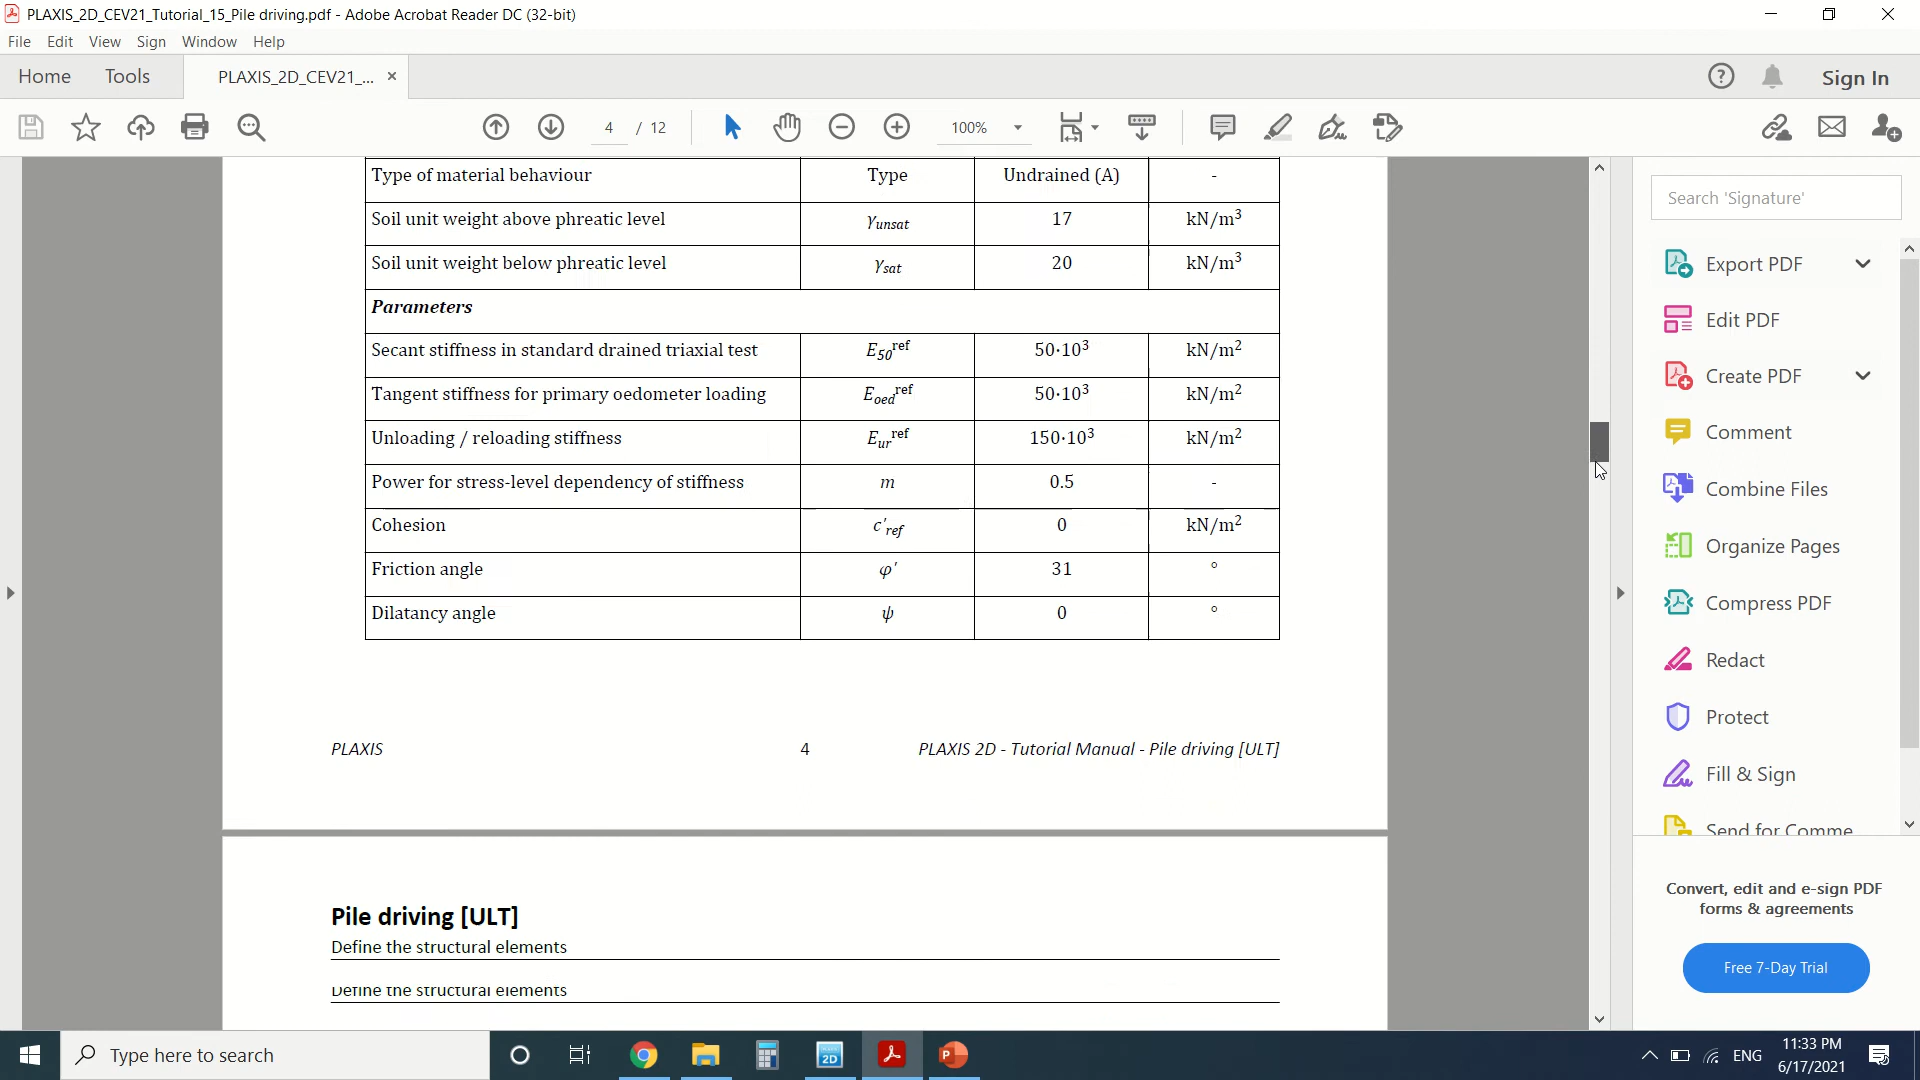 PLAXIS_2D_CEV21_Tutorial_15_Pile driving.pdf - Adobe Acrobat Reader DC (32-bit)
File Edit View Sign Window Help
Home Tools PLAXIS_2D_CEV21_... × Sign In
4 / 12 100%
Type of material behaviour Type Undrained (A) -
Soil unit weight above phreatic level γunsat 17 kN/m3
Soil unit weight below phreatic level γsat 20 kN/m3
Parameters
Secant stiffness in standard drained triaxial test E50ref 50·103 kN/m2
Tangent stiffness for primary oedometer loading Eoedref 50·103 kN/m2
Unloading / reloading stiffness Eurref 150·103 kN/m2
Power for stress-level dependency of stiffness m 0.5 -
Cohesion c'ref 0 kN/m2
Friction angle φ' 31 °
Dilatancy angle ψ 0 °
PLAXIS 4 PLAXIS 2D - Tutorial Manual - Pile driving [ULT]
Pile driving [ULT]
Define the structural elements
Define the structural elements
Search 'Signature'
Export PDF
Edit PDF
Create PDF
Comment
Combine Files
Organize Pages
Compress PDF
Redact
Protect
Fill & Sign
Send for Comme
Convert, edit and e-sign PDF
forms & agreements
Free 7-Day Trial
Type here to search
2D
P
ENG
11:33 PM
6/17/2021